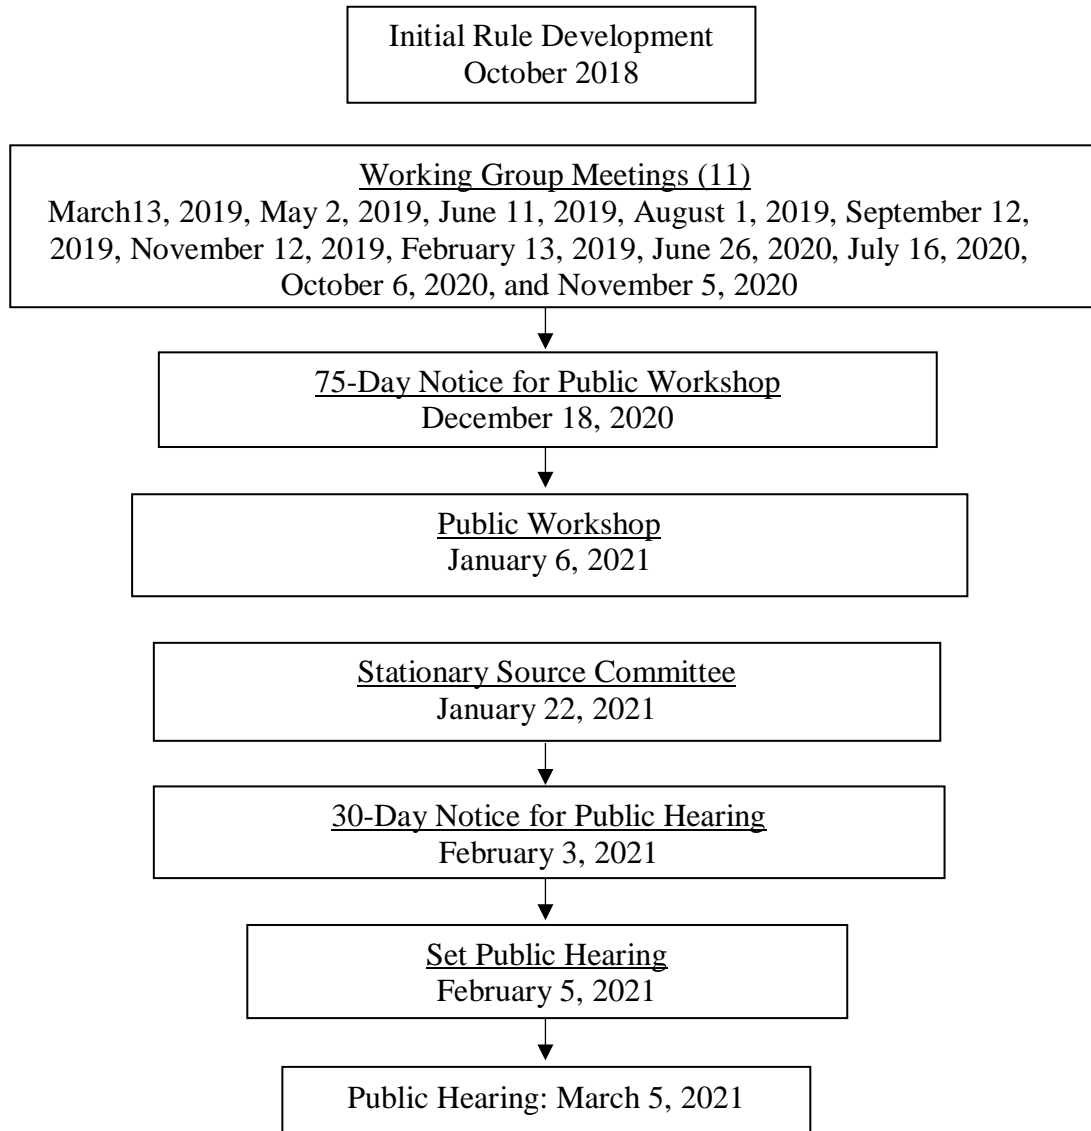 Initial Rule Development
October 2018
Working Group Meetings (11)
March13, 2019, May 2, 2019, June 11, 2019, August 1, 2019, September 12,
2019, November 12, 2019, February 13, 2019, June 26, 2020, July 16, 2020,
October 6, 2020, and November 5, 2020
75-Day Notice for Public Workshop
December 18, 2020
Public Workshop
January 6, 2021
Stationary Source Committee
January 22, 2021
30-Day Notice for Public Hearing
February 3, 2021
Set Public Hearing
February 5, 2021
Public Hearing: March 5, 2021